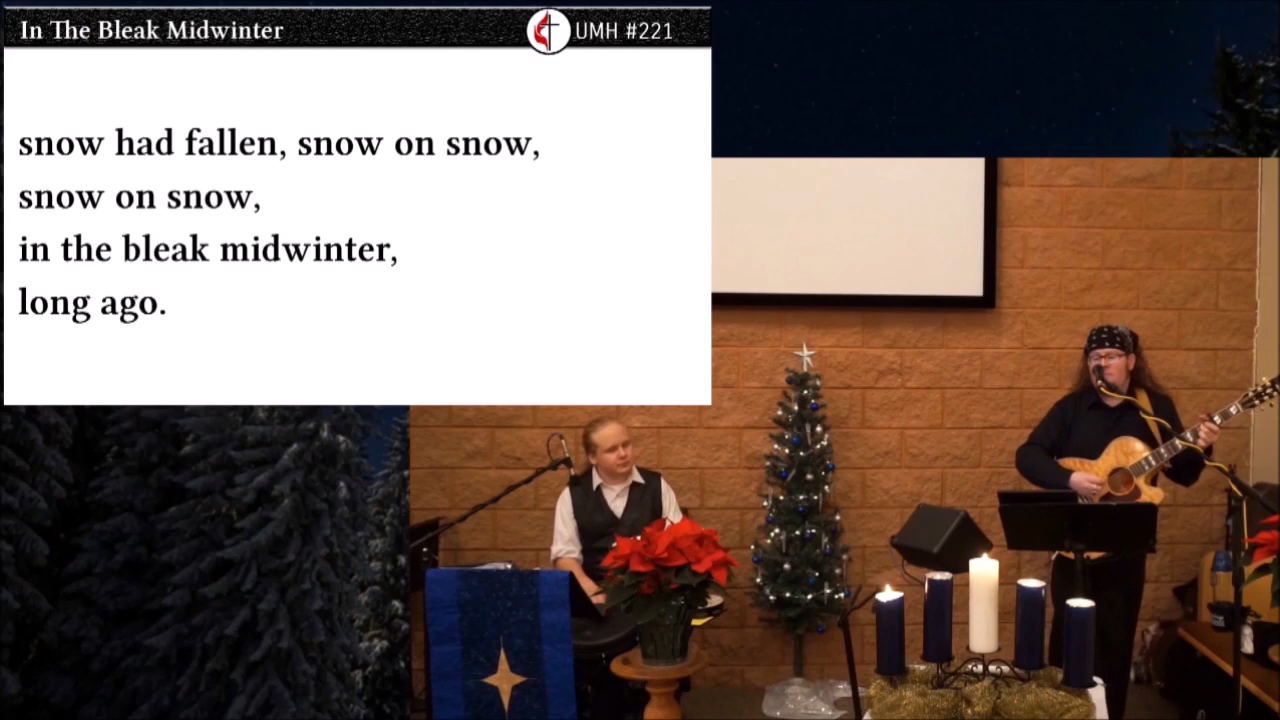 In The Bleak Midwinter
UMH #221
snow had fallen, snow on snow,
snow on snow,
in the bleak midwinter,
long ago.